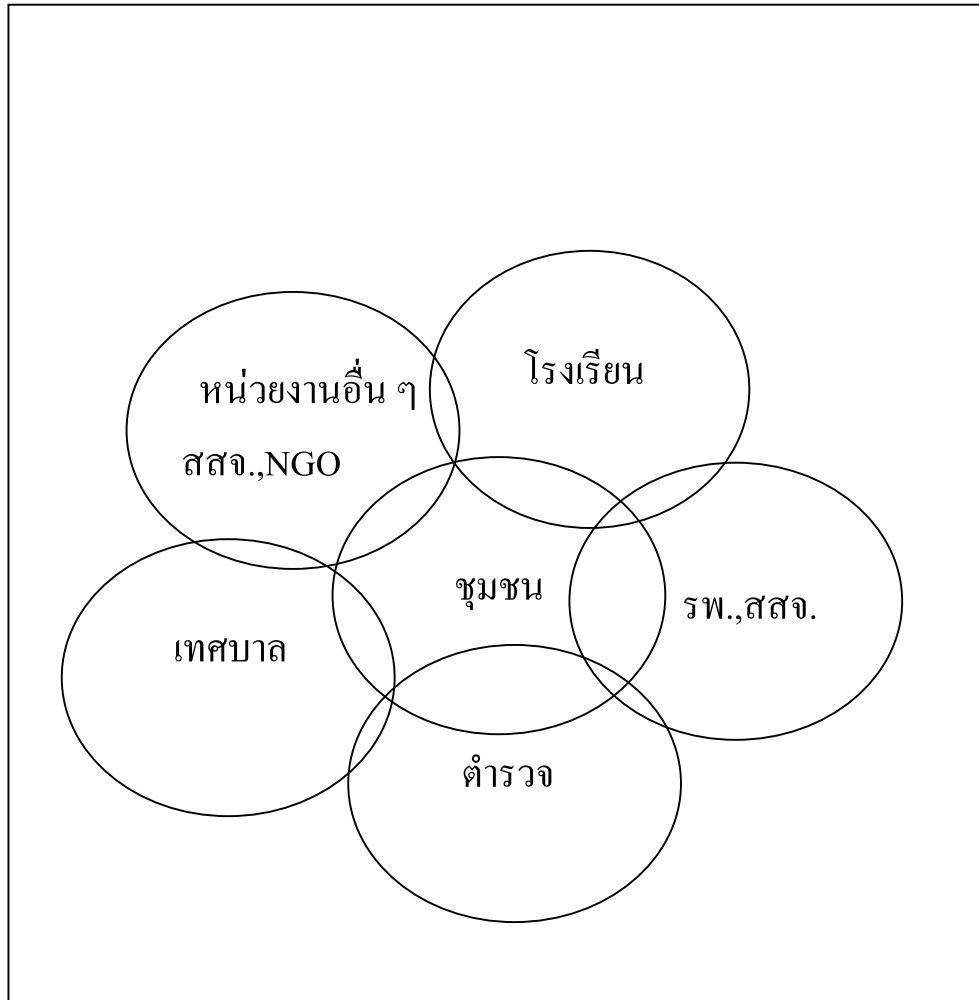 โรงเรียน
หน่วยงานอื่น ๆ
สสจ.,NGO
ชุมชน
รพ.,สสจ.
เทศบาล
ตำรวจ